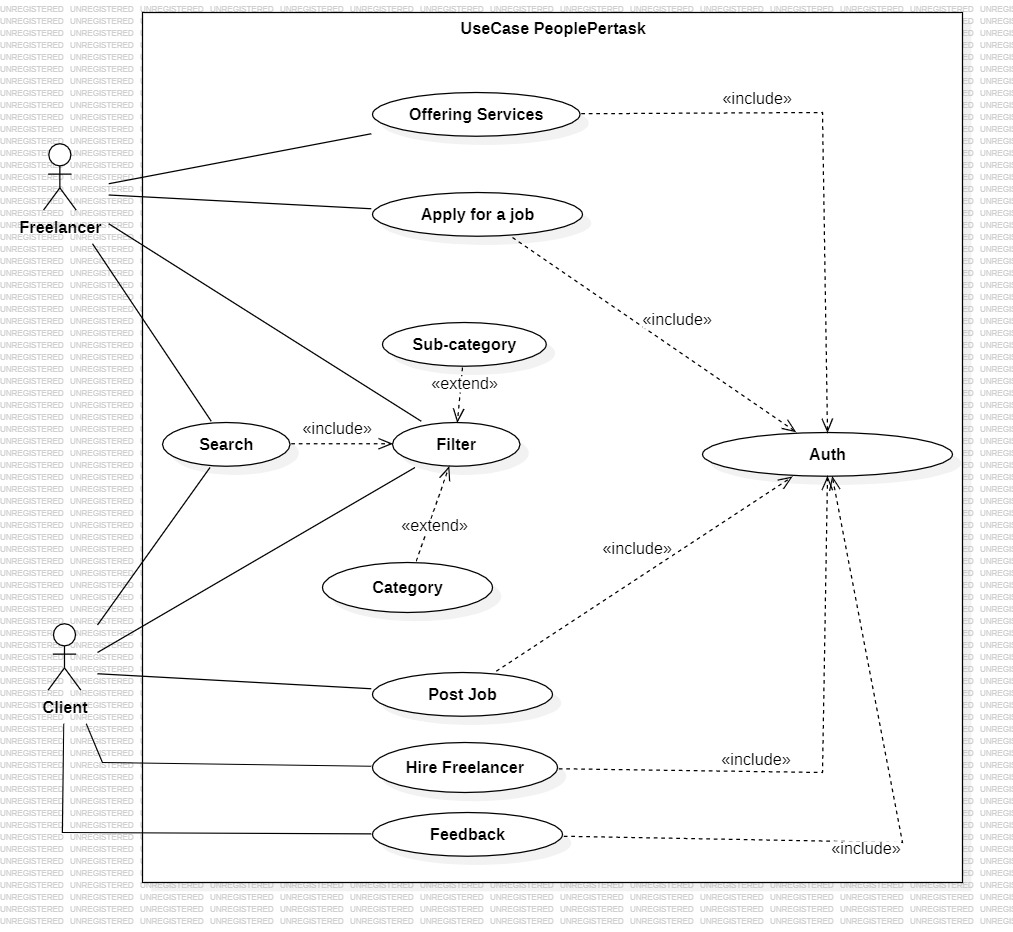 UseCase PeoplePertask
«include»
Offering Services
Freelancer
Apply for a job
«include»
Sub-category
«extend»
«include»
Search
Filter
Auth
«extend»
«include»
Category
Client
Post Job
«include»
Hire Freelancer
Feedback
«include»
UNREGISTERED